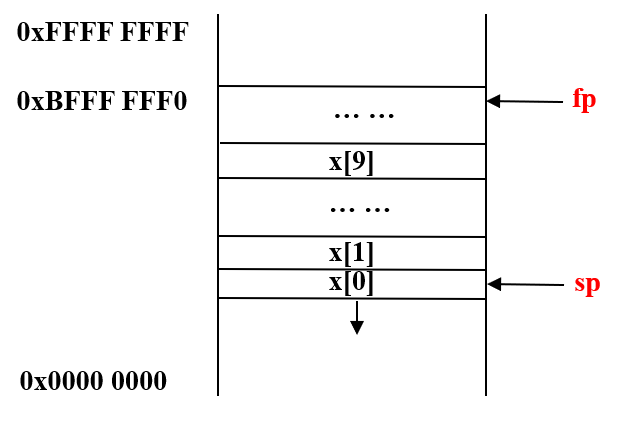 0xFFFF FFFF
0xBFFF FFF0
... ...
fp
x[9]
... ...
x[1]
x[0]
sp
0x0000 0000